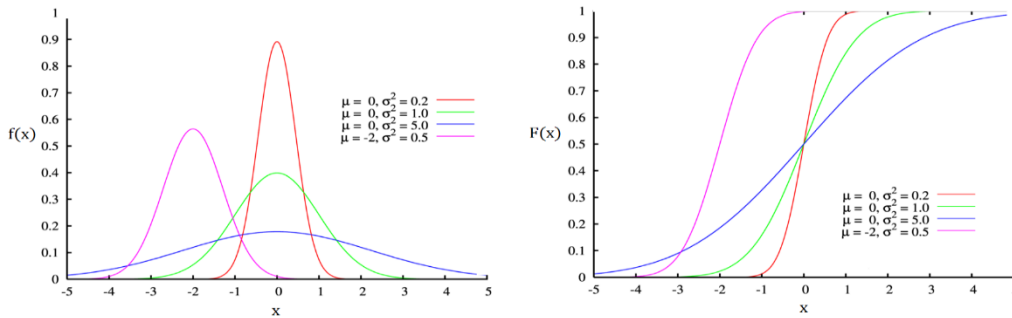 1
0.9
0.8
0.7
0.6
f(x) 0.5
0.4
0.3
0.2
0.1
0
-5 -4 -3 -2 -1 0 1 2 3 4 5
x
μ = 0, σ² = 0.2
μ = 0, σ² = 1.0
μ = 0, σ² = 5.0
μ = -2, σ² = 0.5
1
0.9
0.8
0.7
0.6
F(x) 0.5
0.4
0.3
0.2
0.1
0
-5 -4 -3 -2 -1 0 1 2 3 4
x
μ = 0, σ² = 0.2
μ = 0, σ² = 1.0
μ = 0, σ² = 5.0
μ = -2, σ² = 0.5